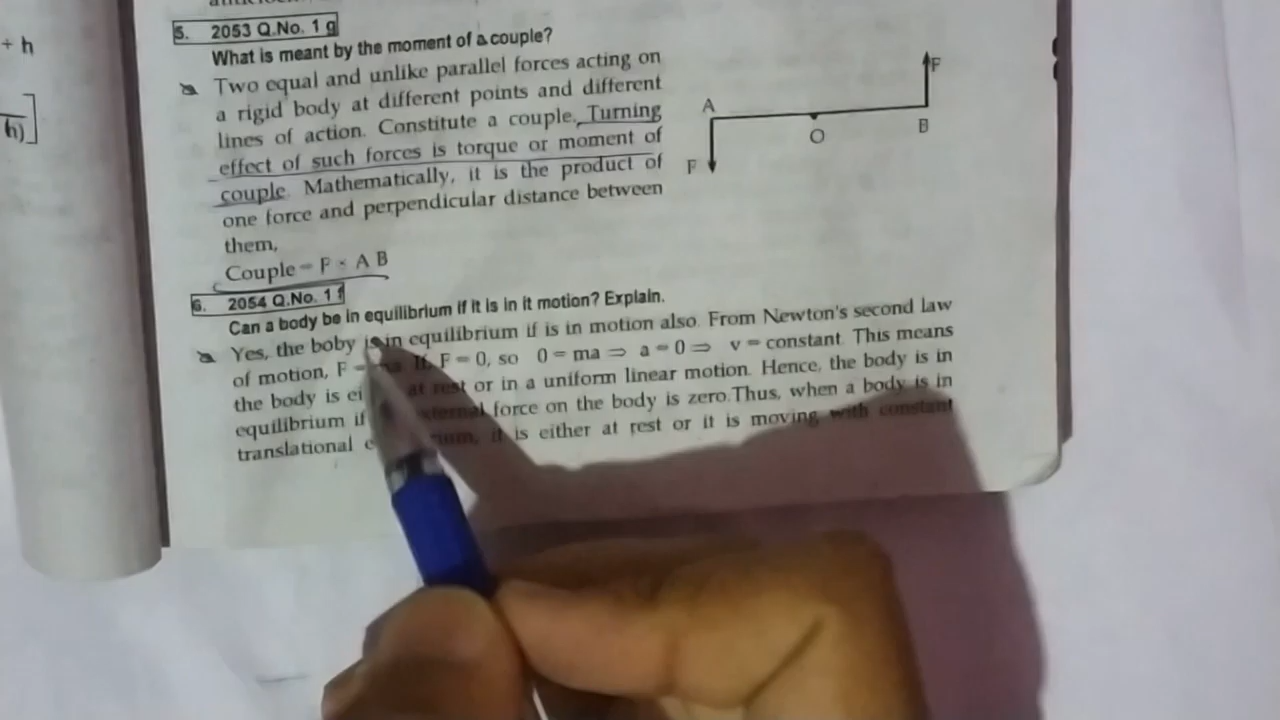 + h
h)]
5. 2053 Q.No. 1 g
What is meant by the moment of a couple?
Two equal and unlike parallel forces acting on
a rigid body at different points and different
lines of action. Constitute a couple. Turning
effect of such forces is torque or moment of
couple. Mathematically, it is the product of
one force and perpendicular distance between
them,
Couple = F × A B
A
F
O
B
F
6. 2054 Q.No. 1 f
Can a body be in equilibrium if it is in it motion? Explain.
Yes, the boby is in equilibrium if is in motion also. From Newton's second law
of motion, F = If F = 0, so 0 = ma ⇒ a = 0 ⇒ v = constant. This means
the body is at rest or in a uniform linear motion. Hence, the body is in
equilibrium if external force on the body is zero.Thus, when a body is in
translational it is either at rest or it is moving with constant